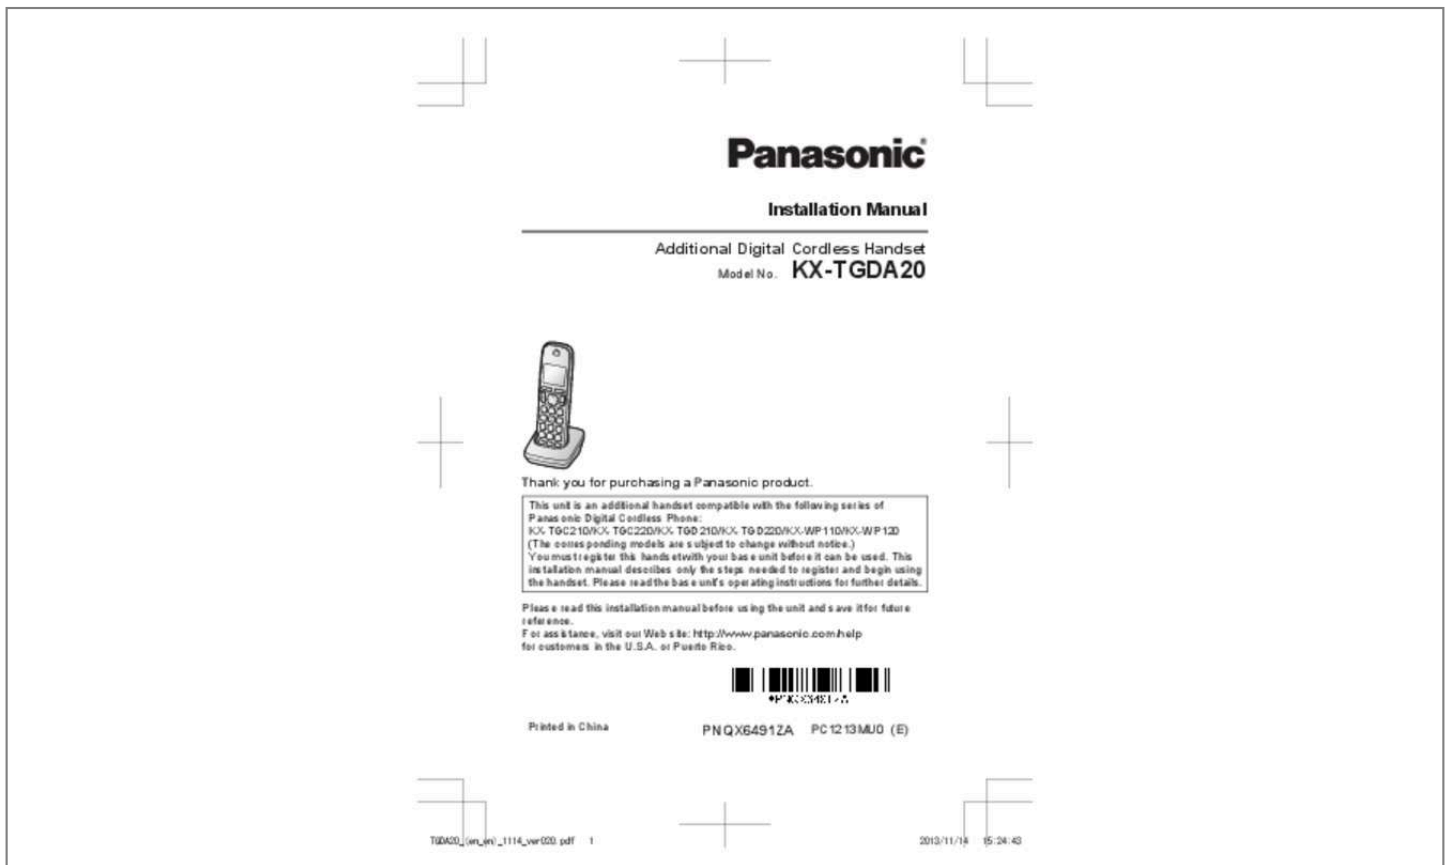 Panasonic®
Installation Manual
Additional Digital Cordless Handset
Model No. KX-TGDA20
Thank you for purchasing a Panasonic product.
This unit is an additional handset compatible with the following series of
Panasonic Digital Cordless Phone:
KX-TGC210/KX-TGC220/KX-TGD210/KX-TGD220/KX-WP110/KX-WP120
(The corresponding models are subject to change without notice.)
You must register this handset with your base unit before it can be used. This
installation manual describes only the steps needed to register and begin using
the handset. Please read the base unit's operating instructions for further details.
Please read this installation manual before using the unit and save it for future
reference.
For assistance, visit our Web site: http://www.panasonic.com/help
for customers in the U.S.A. or Puerto Rico.
Printed in China
PNQX6491ZA PC1213MU0 (E)
TGDA20_(en_en)_1114_ver020.pdf 1
2013/11/14 15:24:43